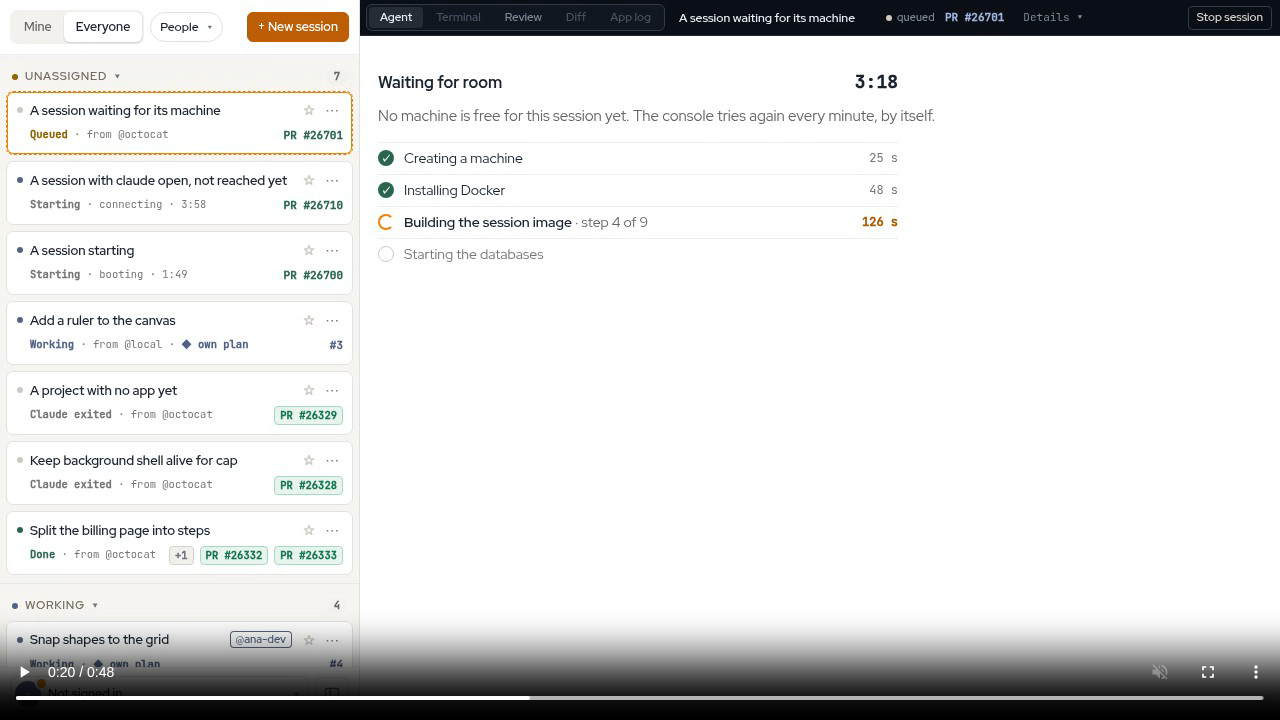 Mine Everyone People ▾ + New session
Agent Terminal Review Diff App log A session waiting for its machine queued PR #26701 Details ▾ Stop session
UNASSIGNED ▾ 7
A session waiting for its machine
Queued · from @octocat PR #26701
A session with claude open, not reached yet
Starting · connecting · 3:58 PR #26710
A session starting
Starting · booting · 1:49 PR #26700
Add a ruler to the canvas
Working · from @local · ◆ own plan #3
A project with no app yet
Claude exited · from @octocat PR #26329
Keep background shell alive for cap
Claude exited · from @octocat PR #26328
Split the billing page into steps
Done · from @octocat +1 PR #26332 PR #26333
WORKING ▾ 4
Snap shapes to the grid @ana-dev
Working · ◆ own plan #4
Not signed in
Waiting for room 3:18
No machine is free for this session yet. The console tries again every minute, by itself.
Creating a machine 25 s
Installing Docker 48 s
Building the session image · step 4 of 9 126 s
Starting the databases
0:20 / 0:48